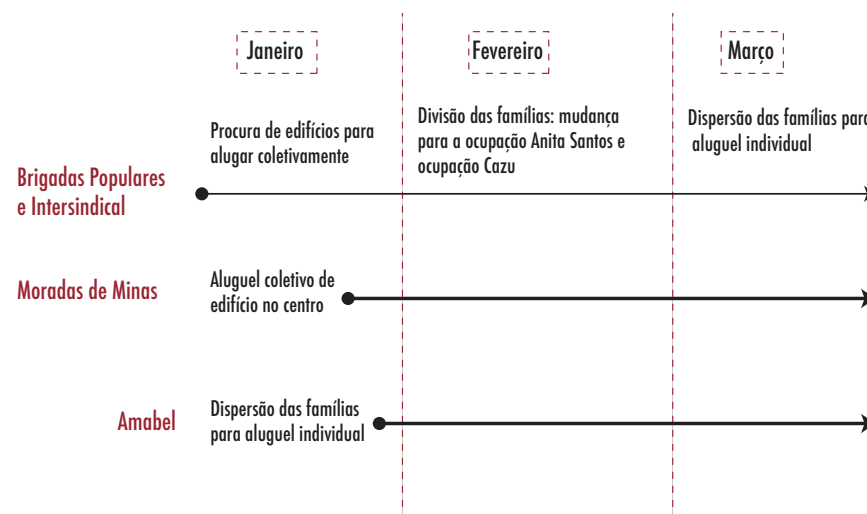 Janeiro
Fevereiro
Março
Procura de edifícios para
alugar coletivamente
Divisão das famílias: mudança
para a ocupação Anita Santos e
ocupação Cazu
Dispersão das famílias para
aluguel individual
Brigadas Populares
e Intersindical
Moradas de Minas
Aluguel coletivo de
edifício no centro
Amabel
Dispersão das famílias
para aluguel individual